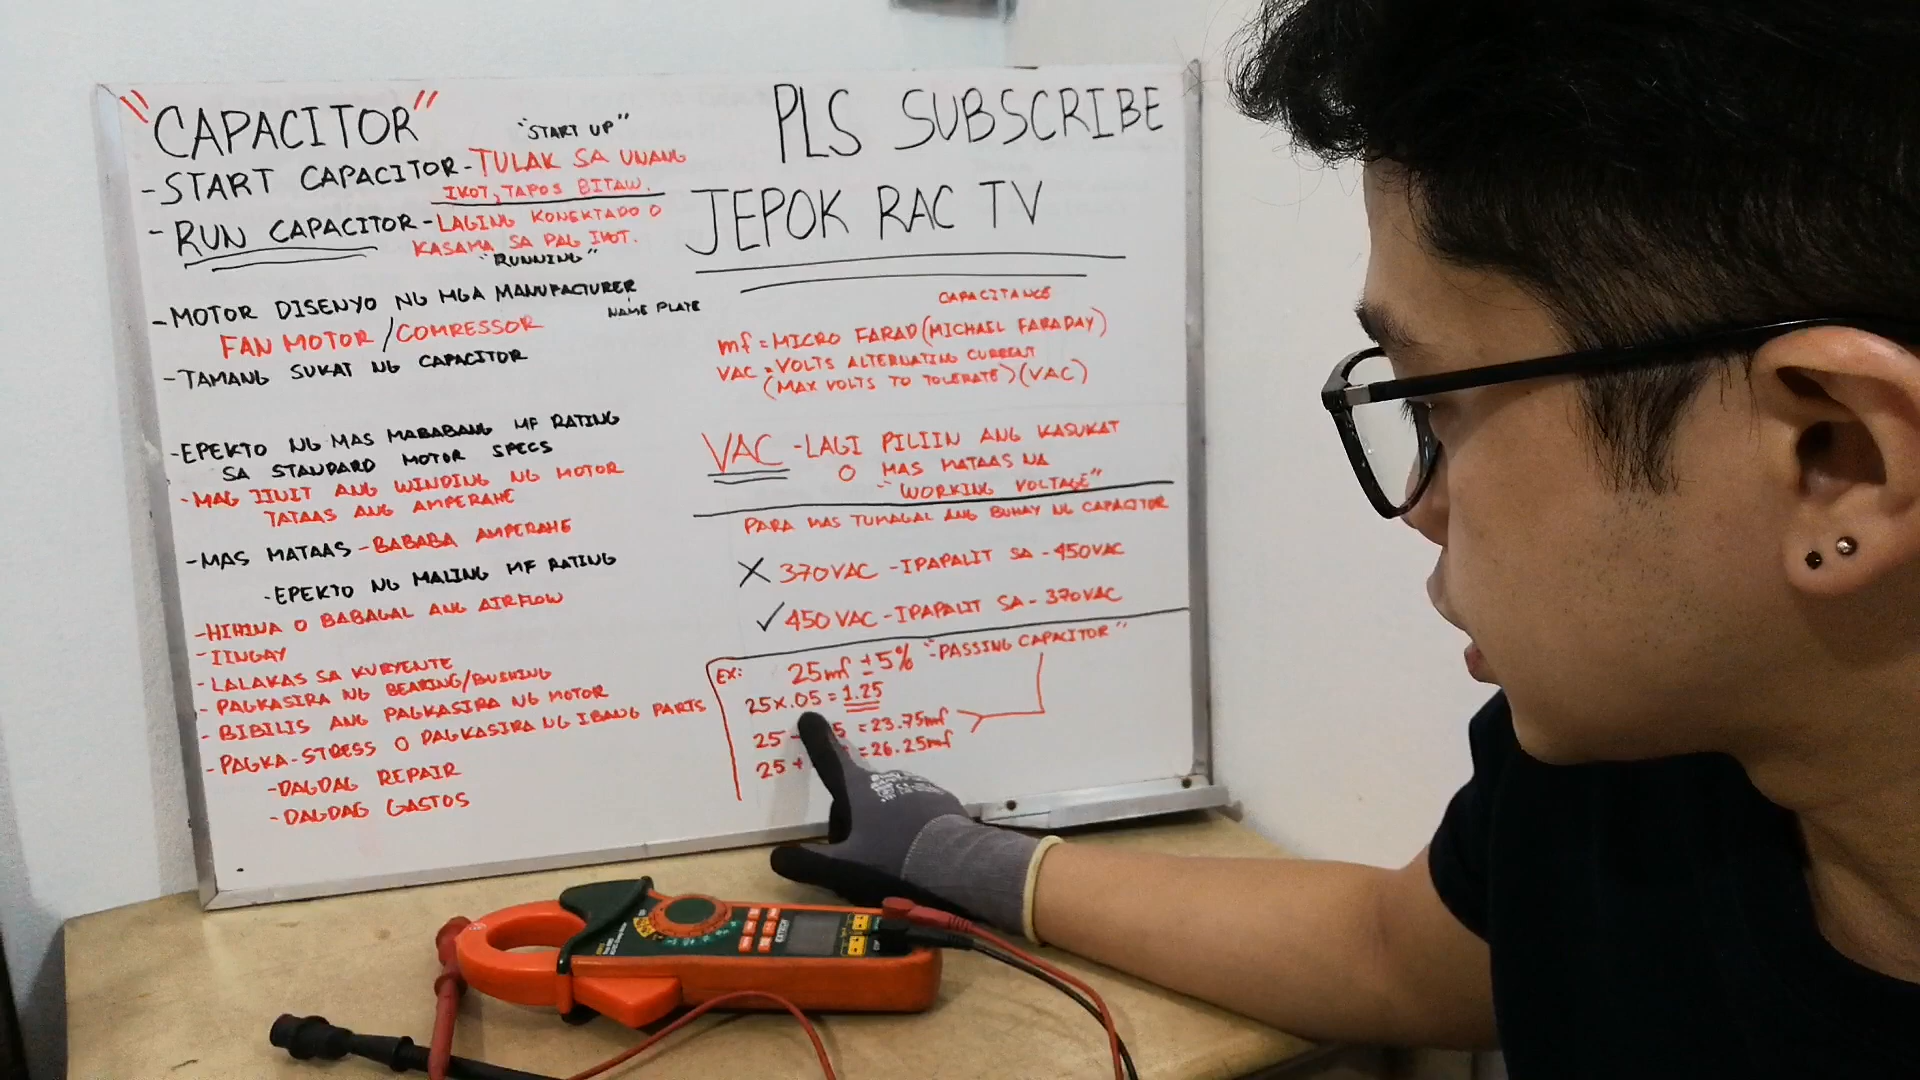 "CAPACITOR"
"START UP"
-START CAPACITOR-TULAK SA UNANG
IKOT, TAPOS BITAW.
-RUN CAPACITOR-LAGING KONEKTADO O
KASAMA SA PAG IKOT.
"RUNNING"
-MOTOR DISENYO NG MGA MANUFACTURER
NAME PLATE
FAN MOTOR/COMRESSOR
-TAMANG SUKAT NG CAPACITOR
-EPEKTO NG MAS MABABANG MF RATING
SA STANDARD MOTOR SPECS
-MAG IINIT ANG WINDING NG MOTOR
TATAAS ANG AMPERAHE
-MAS MATAAS-BABABA AMPERAHE
-EPEKTO NG MALING MF RATING
-HIHINA O BABAGAL ANG AIRFLOW
-IINGAY
-LALAKAS SA KURYENTE
-PAGKASIRA NG BEARING/BUSHING
-BIBILIS ANG PAGKASIRA NG MOTOR
-PAGKA-STRESS O PAGKASIRA NG IBANG PARTS
-DAGDAG REPAIR
-DAGDAG GASTOS
PLS SUBSCRIBE
JEPOK RAC TV
CAPACITANCE
mf=MICRO FARAD(MICHAEL FARADAY)
VAC=VOLTS ALTERNATING CURRENT
(MAX VOLTS TO TOLERATE)(VAC)
VAC-LAGI PILIIN ANG KASUKAT
O MAS MATAAS NA
"WORKING VOLTAGE"
PARA MAS TUMAGAL ANG BUHAY NG CAPACITOR
X 370VAC-IPAPALIT SA-450VAC
✓ 450VAC-IPAPALIT SA-370VAC
EX: 25mf ±5% "-PASSING CAPACITOR"
25x.05=1.25
25 - 5 =23.75mf
25 + =26.25mf
EXTECH